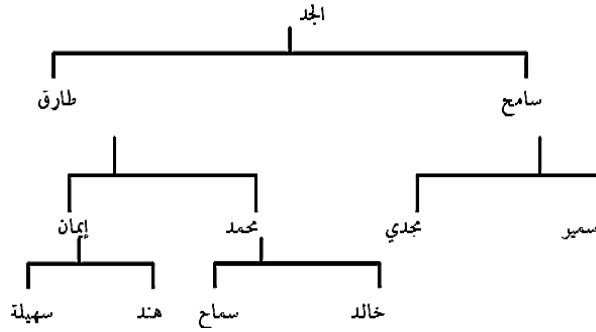 الجد
سامح
طارق
سمير
مجدي
محمد
إيمان
خالد
سماح
هند
سهيلة